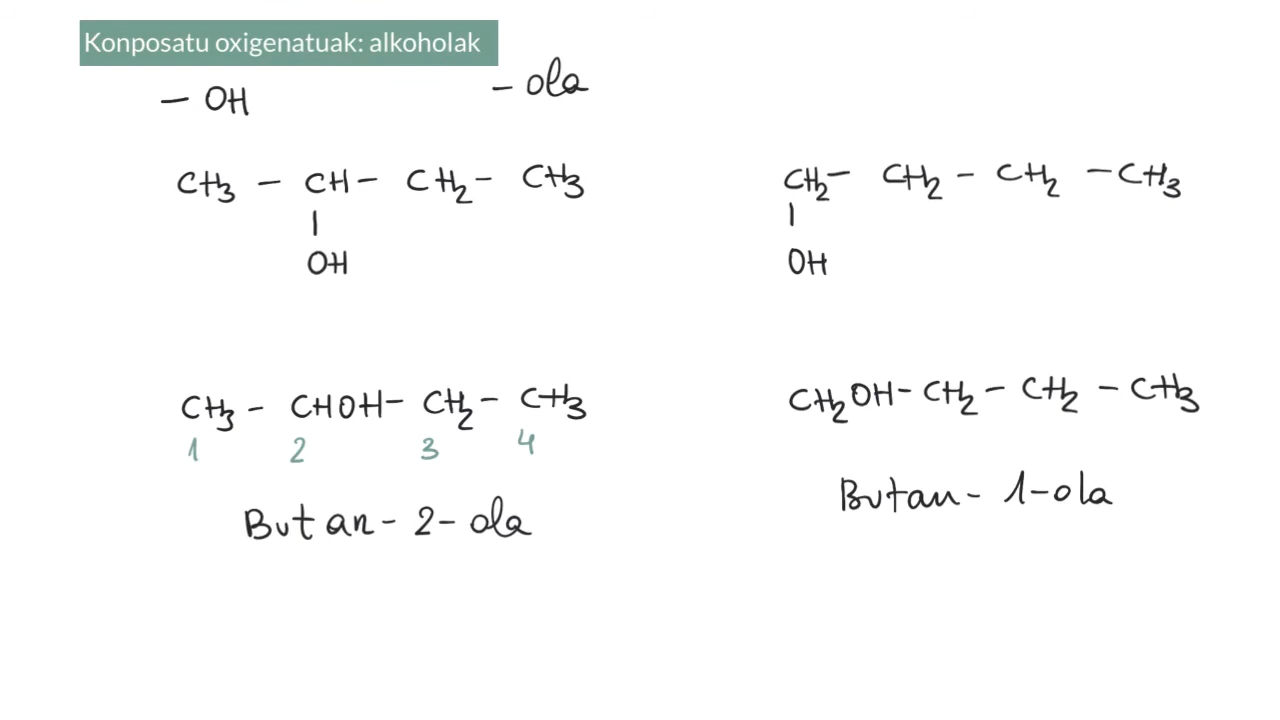 Konposatu oxigenatuak: alkoholak
– OH – ola
CH₃ – CH – CH₂ – CH₃
|
OH
CH₂ – CH₂ – CH₂ – CH₃
|
OH
CH₃ – CHOH – CH₂ – CH₃
1 2 3 4
Butan – 2 – ola
CH₂OH – CH₂ – CH₂ – CH₃
Butan – 1 – ola